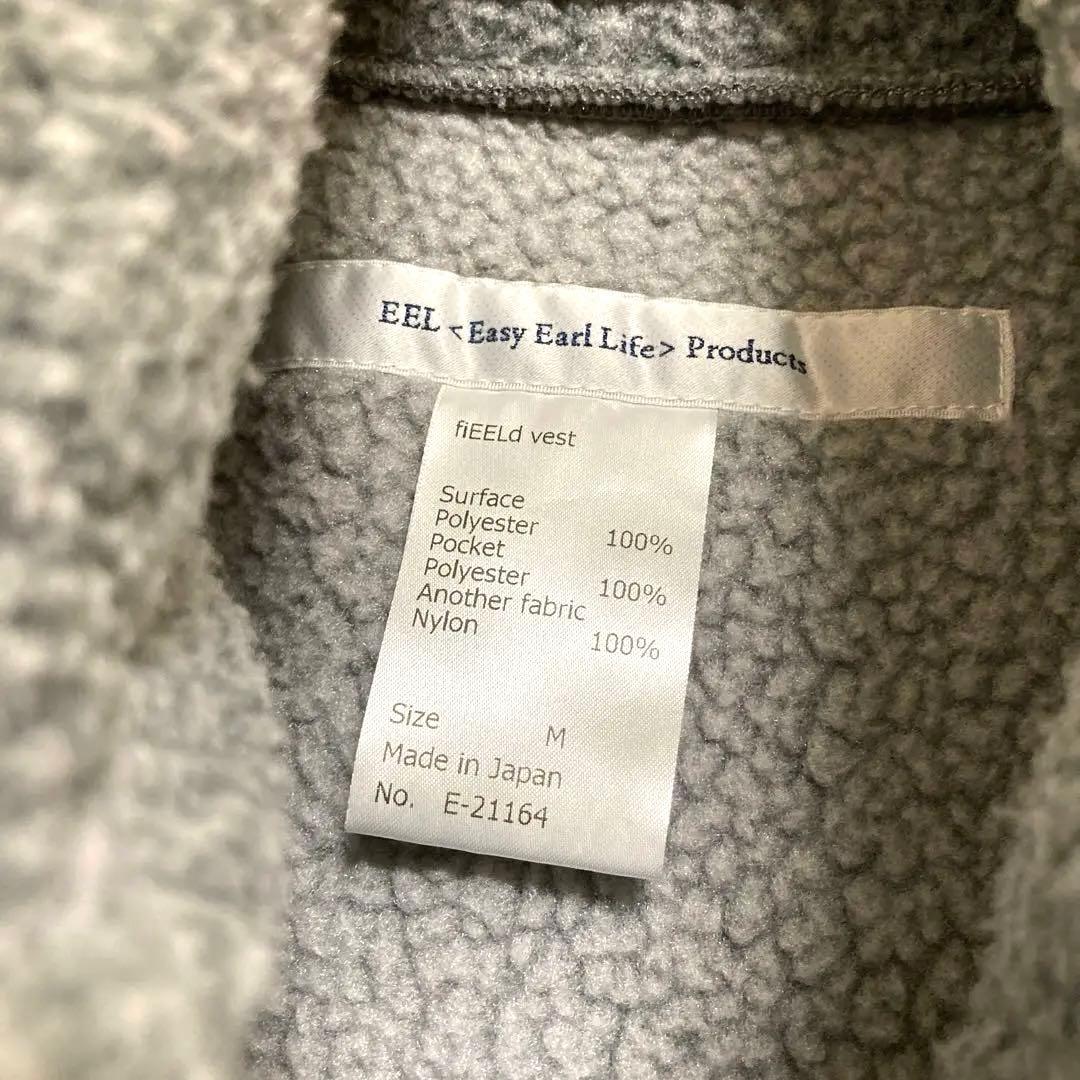 EEL <Easy Earl Life> Products
fiEELd vest
Surface
Polyester 100%
Pocket
Polyester 100%
Another fabric
Nylon 100%
Size M
Made in Japan
No. E-21164